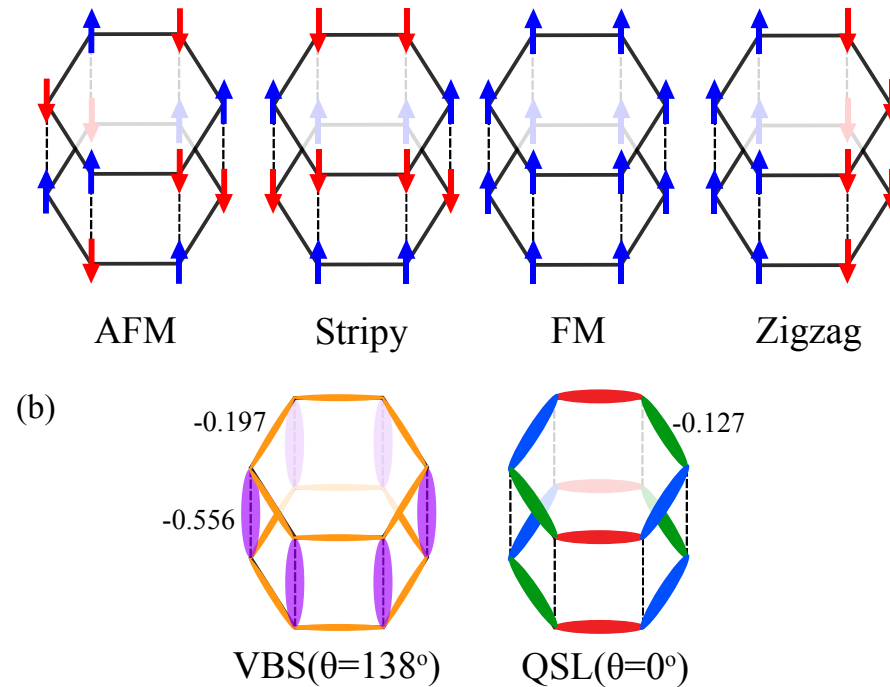 AFM Stripy FM Zigzag
(b)
-0.197 -0.127
-0.556
VBS(θ=138°) QSL(θ=0°)